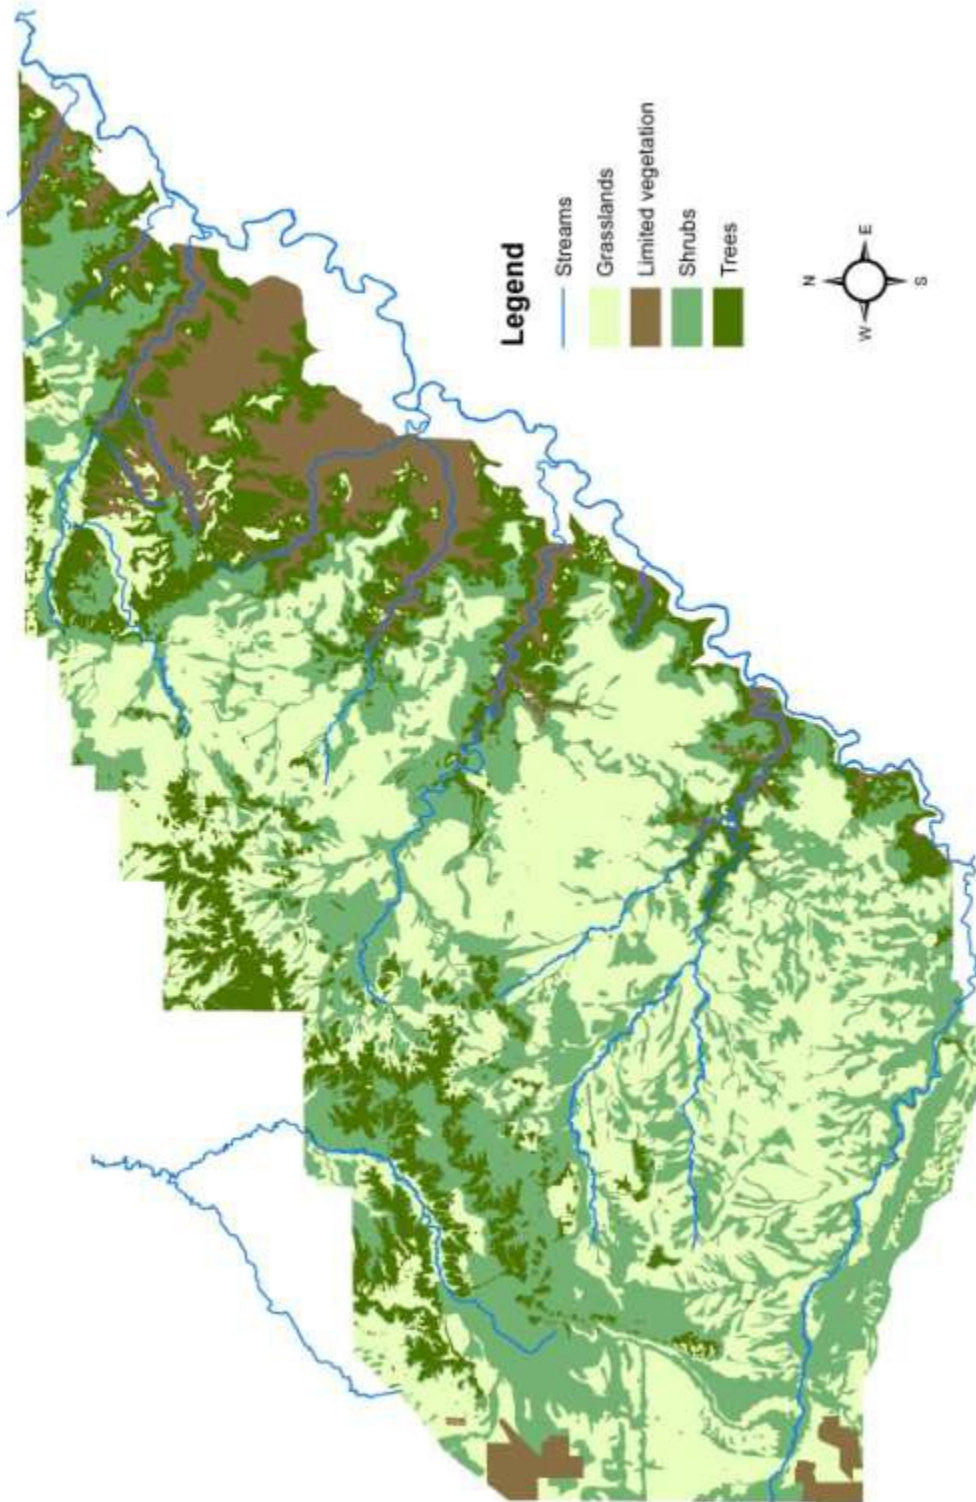 Legend
Streams
Grasslands
Limited vegetation
Shrubs
Trees
N
W E
S